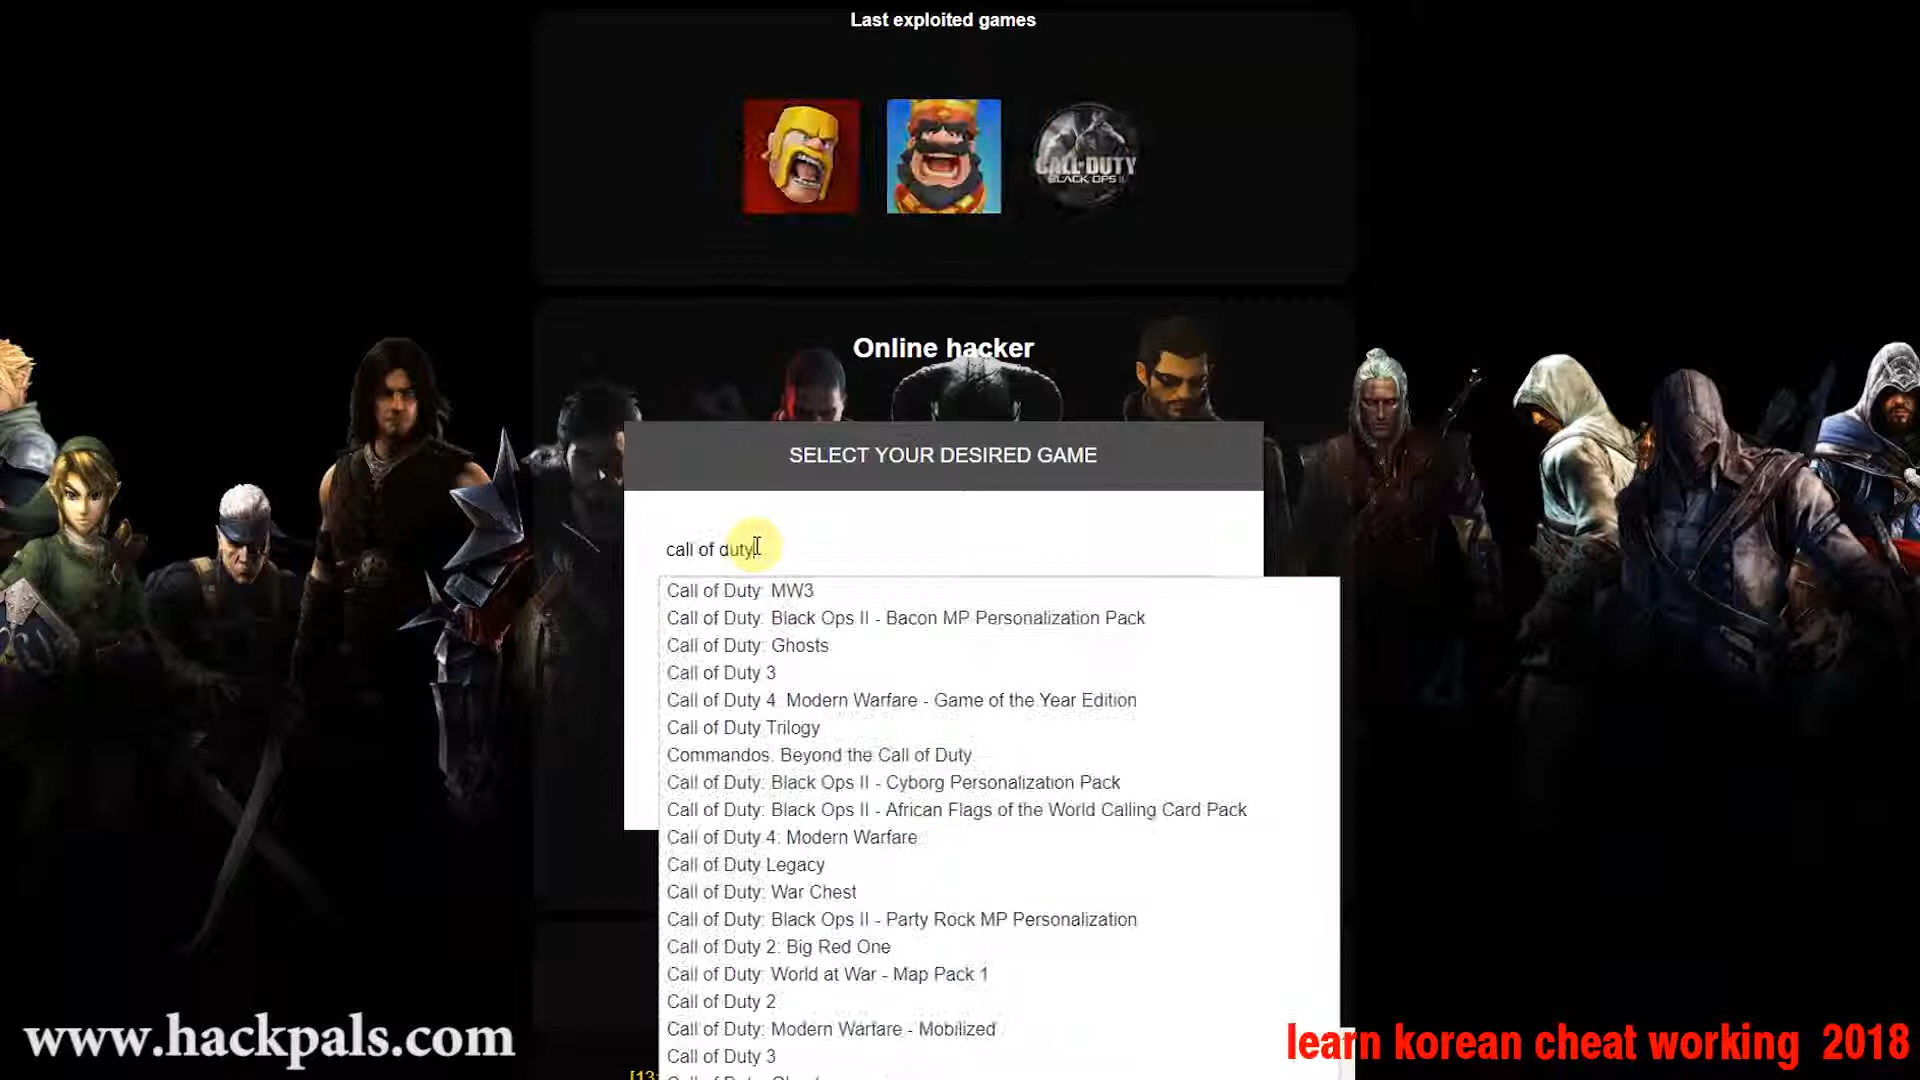 Last exploited games
CALL OF DUTY
BLACK OPS II
Online hacker
SELECT YOUR DESIRED GAME
call of duty
Call of Duty: MW3
Call of Duty: Black Ops II - Bacon MP Personalization Pack
Call of Duty: Ghosts
Call of Duty 3
Call of Duty 4: Modern Warfare - Game of the Year Edition
Call of Duty Trilogy
Commandos: Beyond the Call of Duty
Call of Duty: Black Ops II - Cyborg Personalization Pack
Call of Duty: Black Ops II - African Flags of the World Calling Card Pack
Call of Duty 4: Modern Warfare
Call of Duty Legacy
Call of Duty: War Chest
Call of Duty: Black Ops II - Party Rock MP Personalization
Call of Duty 2: Big Red One
Call of Duty: World at War - Map Pack 1
Call of Duty 2
Call of Duty: Modern Warfare - Mobilized
Call of Duty 3
[13:
www.hackpals.com
learn korean cheat working 2018